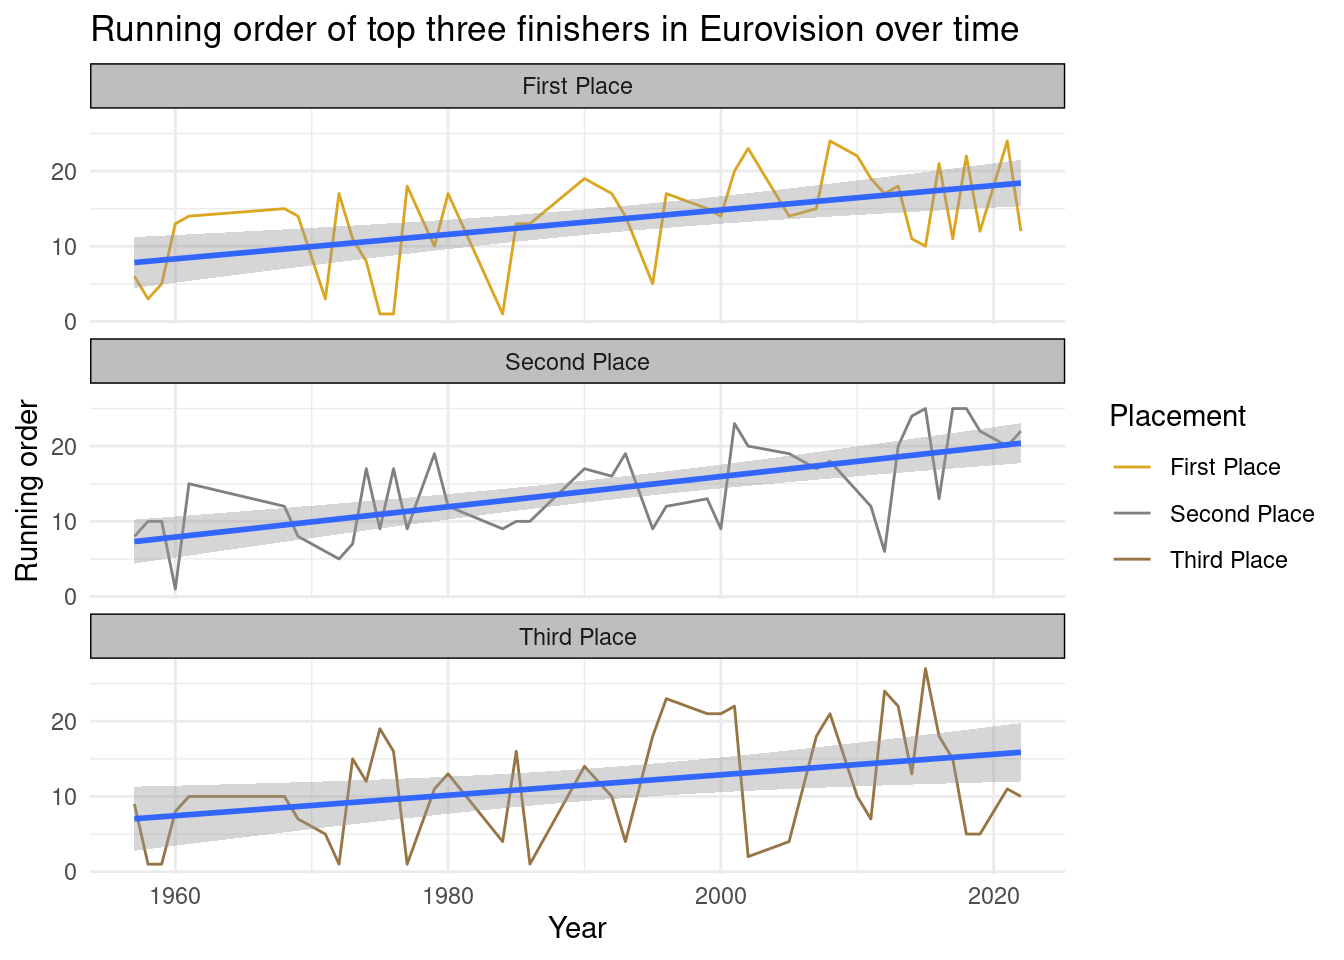 Running order of top three finishers in Eurovision over time
First Place
20
10
0
Second Place
20
10
0
Third Place
20
10
0
1960 1980 2000 2020
Year
Running order
Placement
First Place
Second Place
Third Place